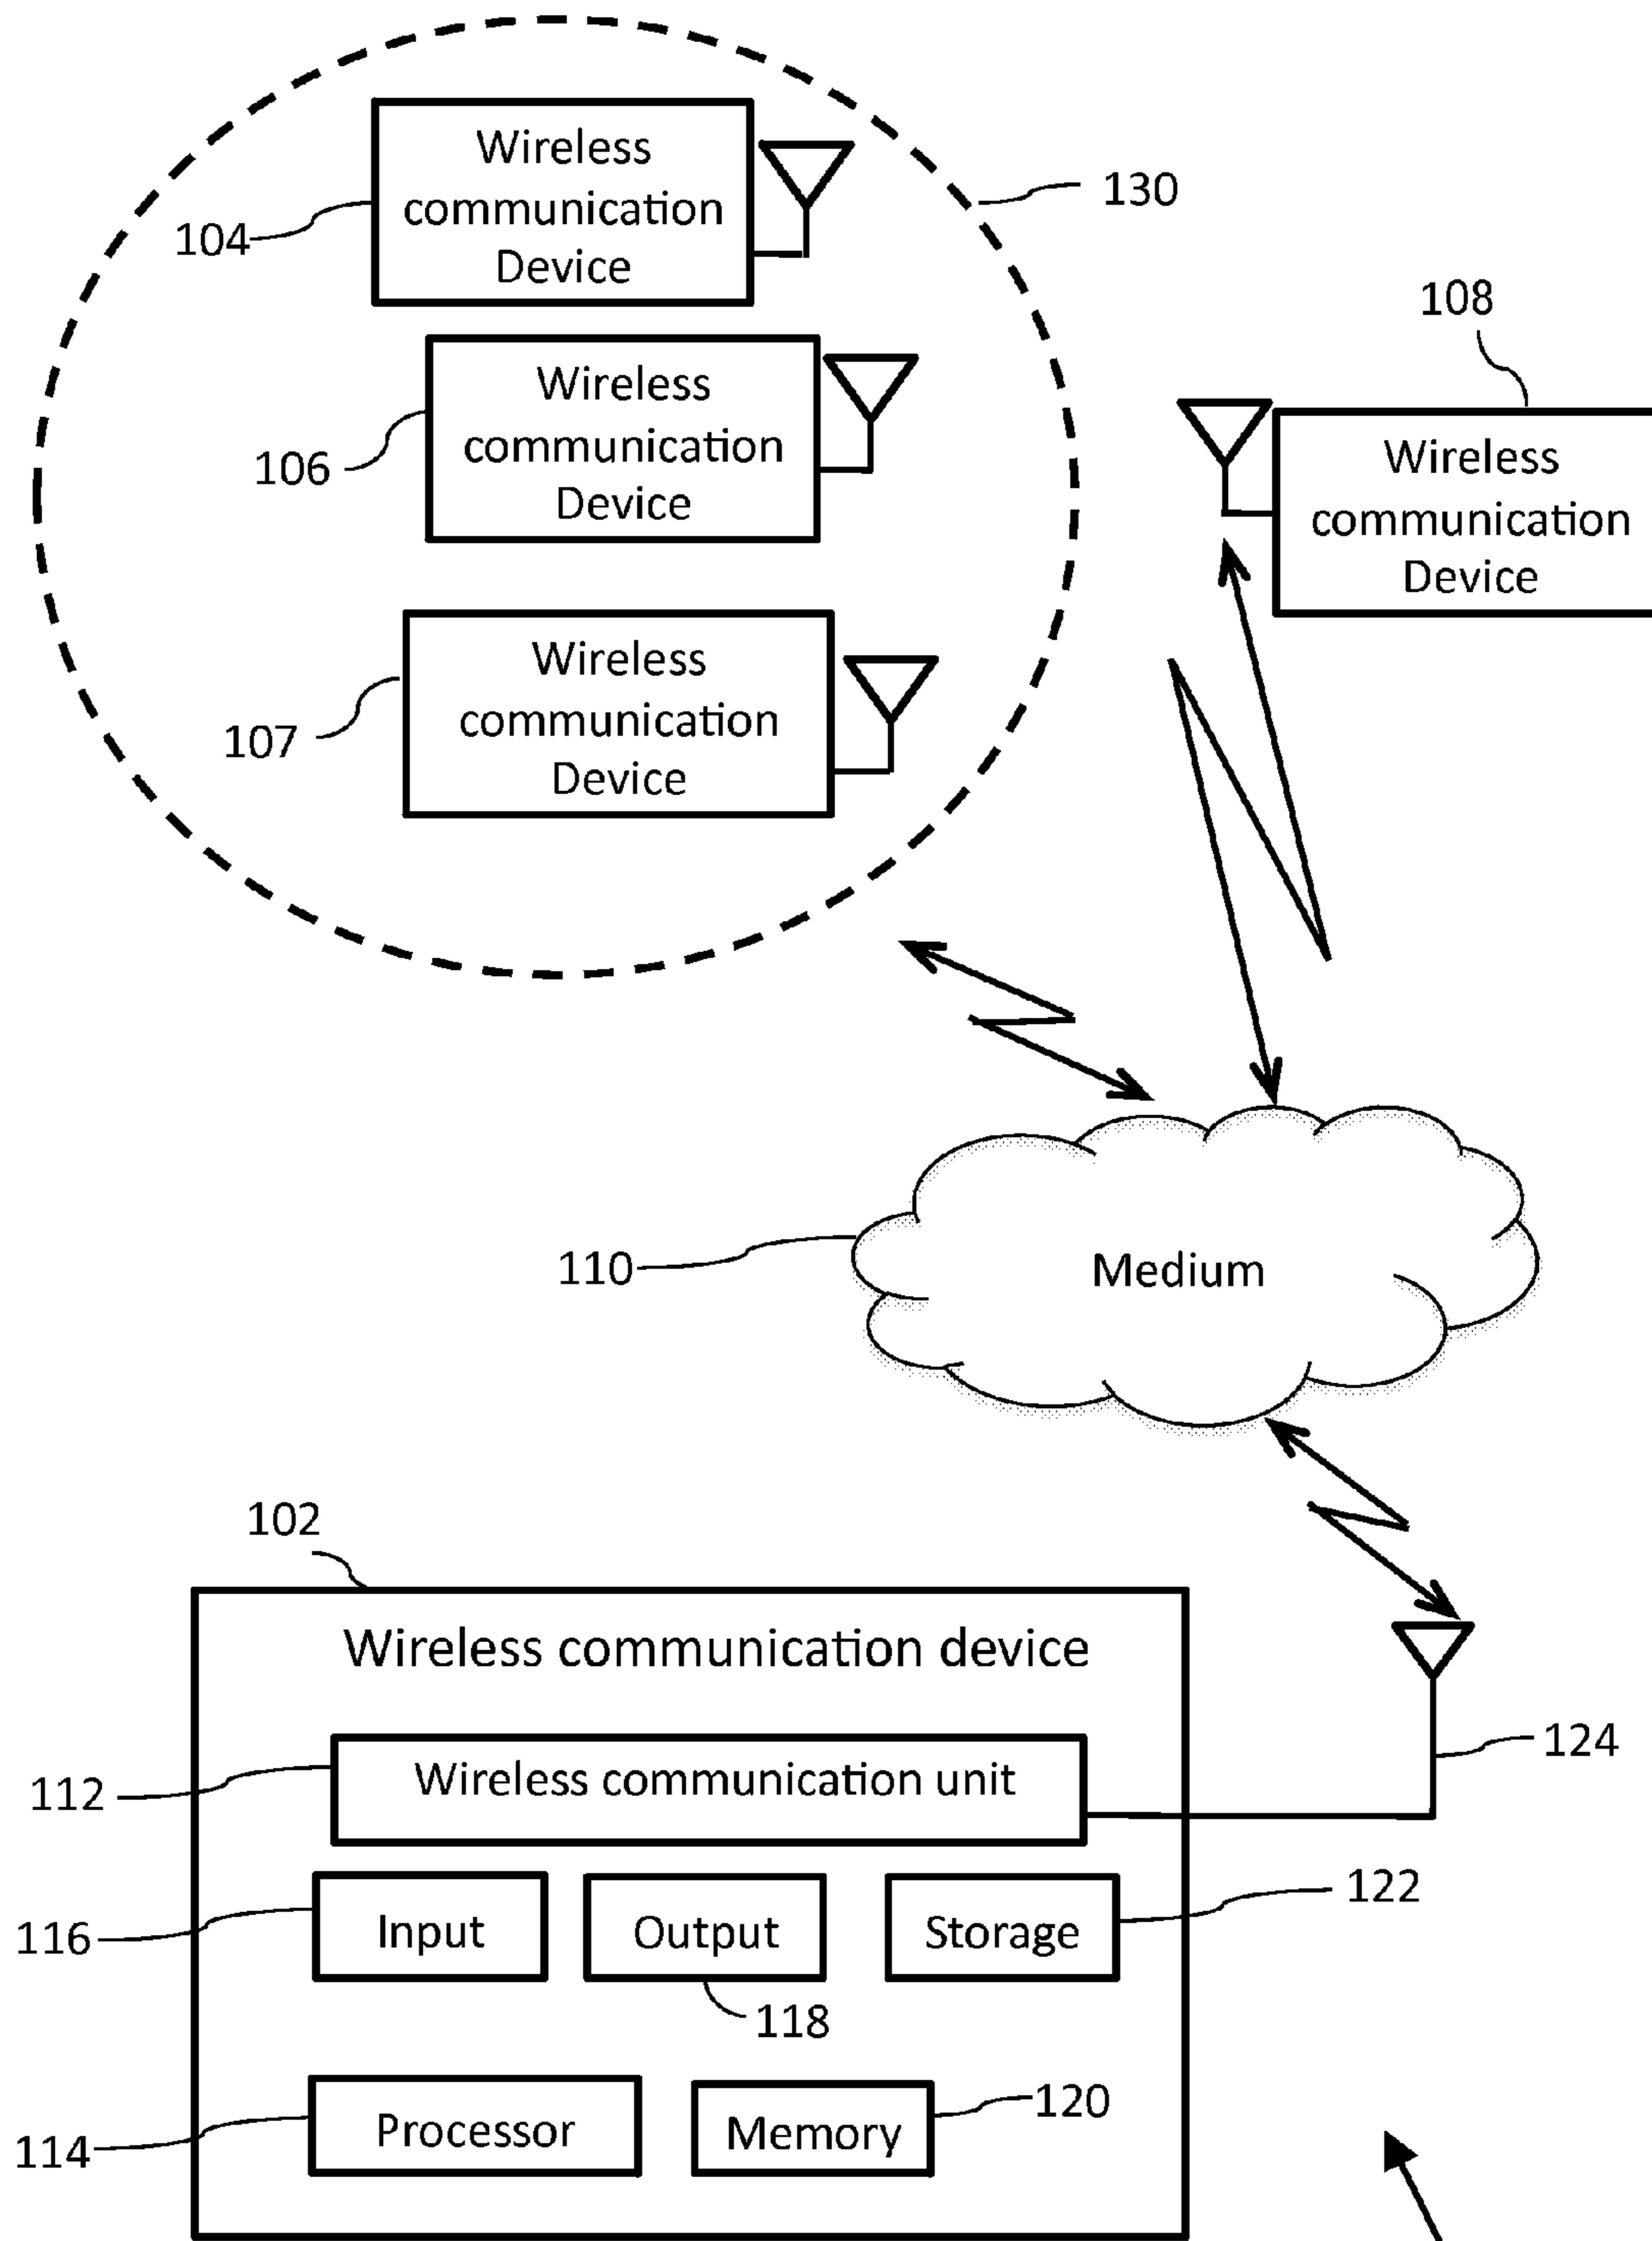 Wireless
communication
Device
104
130
108
Wireless
communication
Device
106
Wireless
communication
Device
Wireless
communication
Device
107
110
Medium
102
Wireless communication device
124
112
Wireless communication unit
122
116
Input
Output
Storage
118
120
114
Processor
Memory